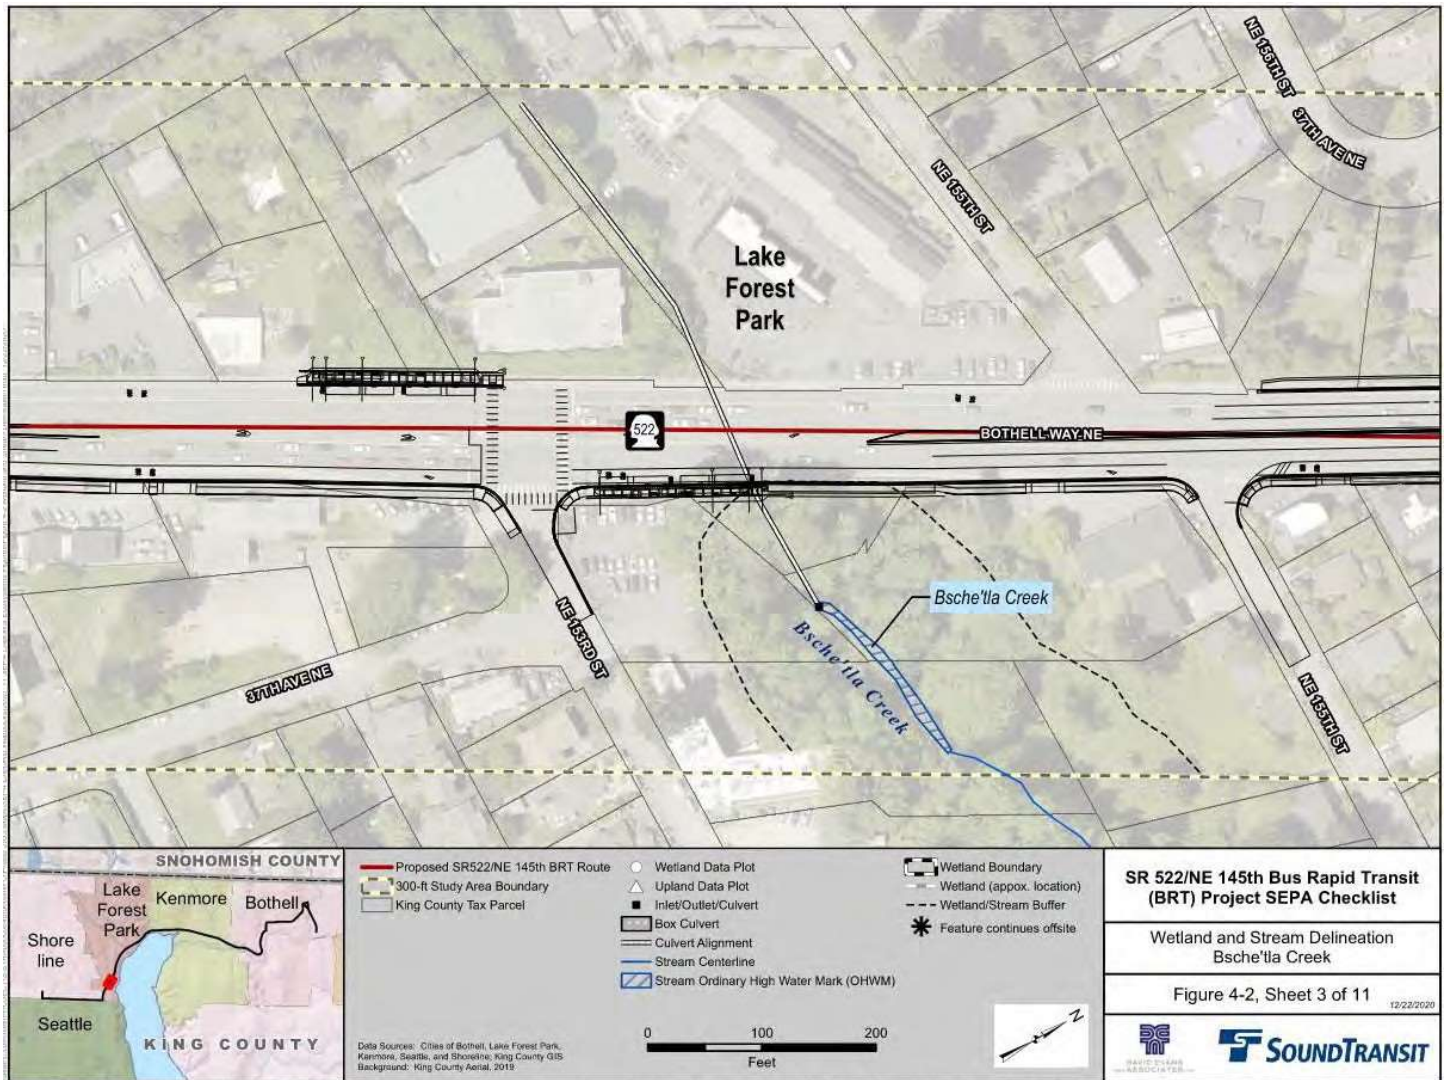 NE 156TH ST
37TH AVE NE
NE 155TH ST
Lake
Forest
Park
522
BOTHELL WAY NE
Bsche'tla Creek
Bsche'tla Creek
NE 153RD ST
37TH AVE NE
NE 155TH ST
SNOHOMISH COUNTY
Lake
Forest
Park
Kenmore
Bothell
Shore
line
Seattle
KING COUNTY
Proposed SR522/NE 145th BRT Route
300-ft Study Area Boundary
King County Tax Parcel
Wetland Data Plot
Upland Data Plot
Inlet/Outlet/Culvert
Box Culvert
Culvert Alignment
Stream Centerline
Stream Ordinary High Water Mark (OHWM)
Wetland Boundary
Wetland (appox. location)
Wetland/Stream Buffer
Feature continues offsite
Data Sources: Cities of Bothell, Lake Forest Park,
Kenmore, Seattle, and Shoreline; King County GIS
Background: King County Aerial, 2019
0 100 200
Feet
N
SR 522/NE 145th Bus Rapid Transit
(BRT) Project SEPA Checklist
Wetland and Stream Delineation
Bsche'tla Creek
Figure 4-2, Sheet 3 of 11
12/22/2020
DAVID EVANS
AND ASSOCIATES
SOUNDTRANSIT